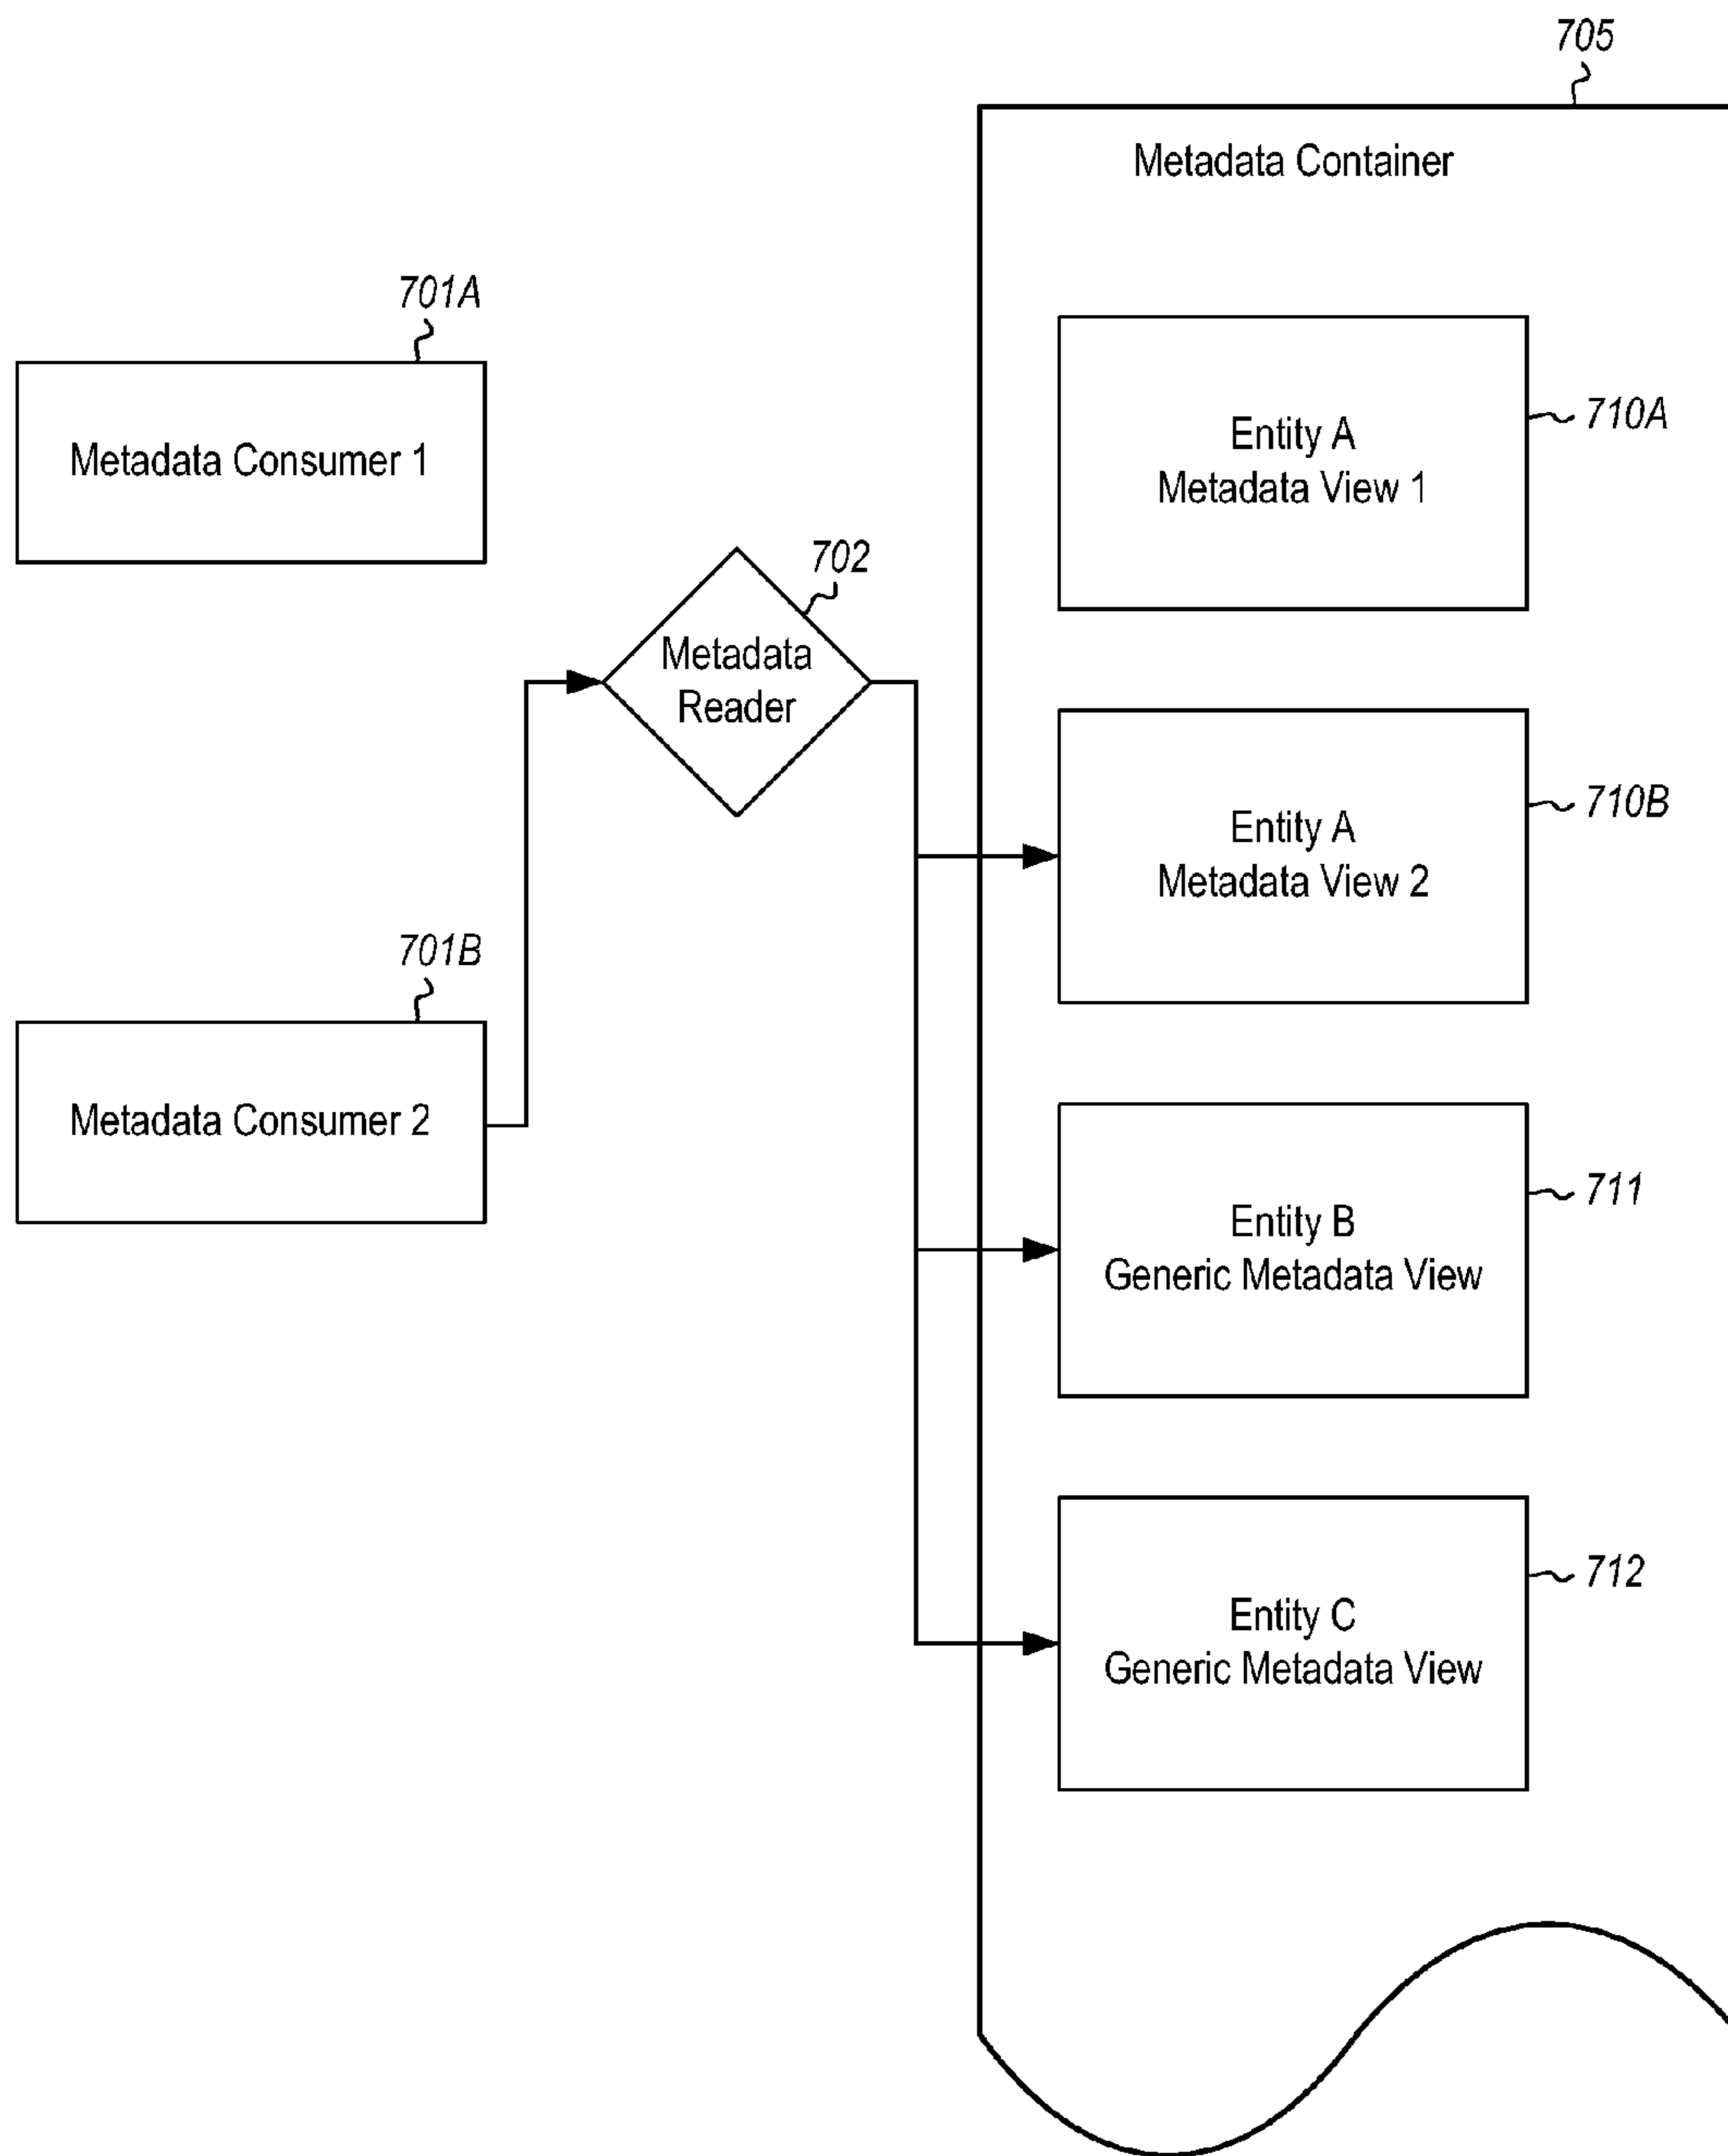 705
Metadata Container
701A
Metadata Consumer 1
702
Metadata
Reader
Entity A
Metadata View 1
710A
Entity A
Metadata View 2
710B
701B
Metadata Consumer 2
Entity B
Generic Metadata View
711
Entity C
Generic Metadata View
712